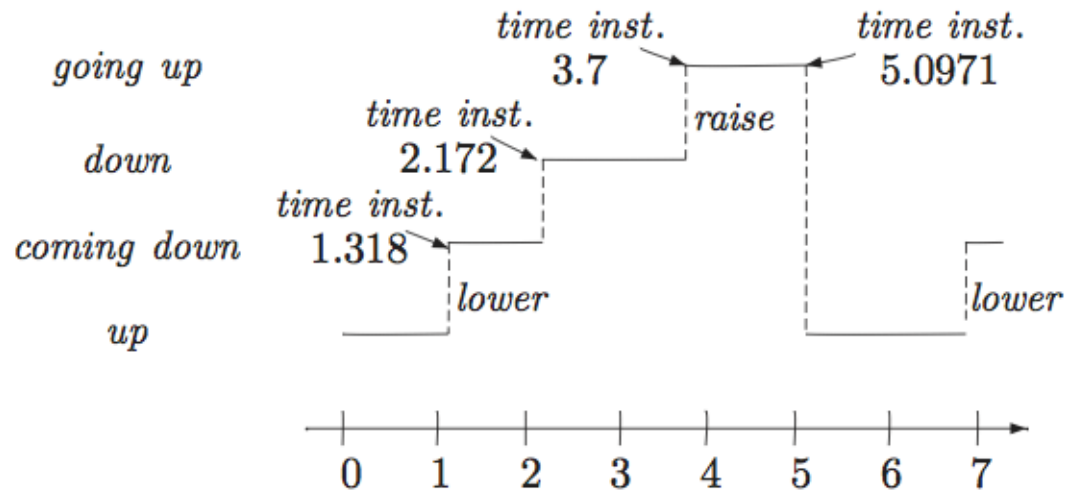 time inst.
time inst.
going up
3.7
5.0971
time inst.
raise
down
2.172
time inst.
coming down
1.318
lower
lower
up
0 1 2 3 4 5 6 7